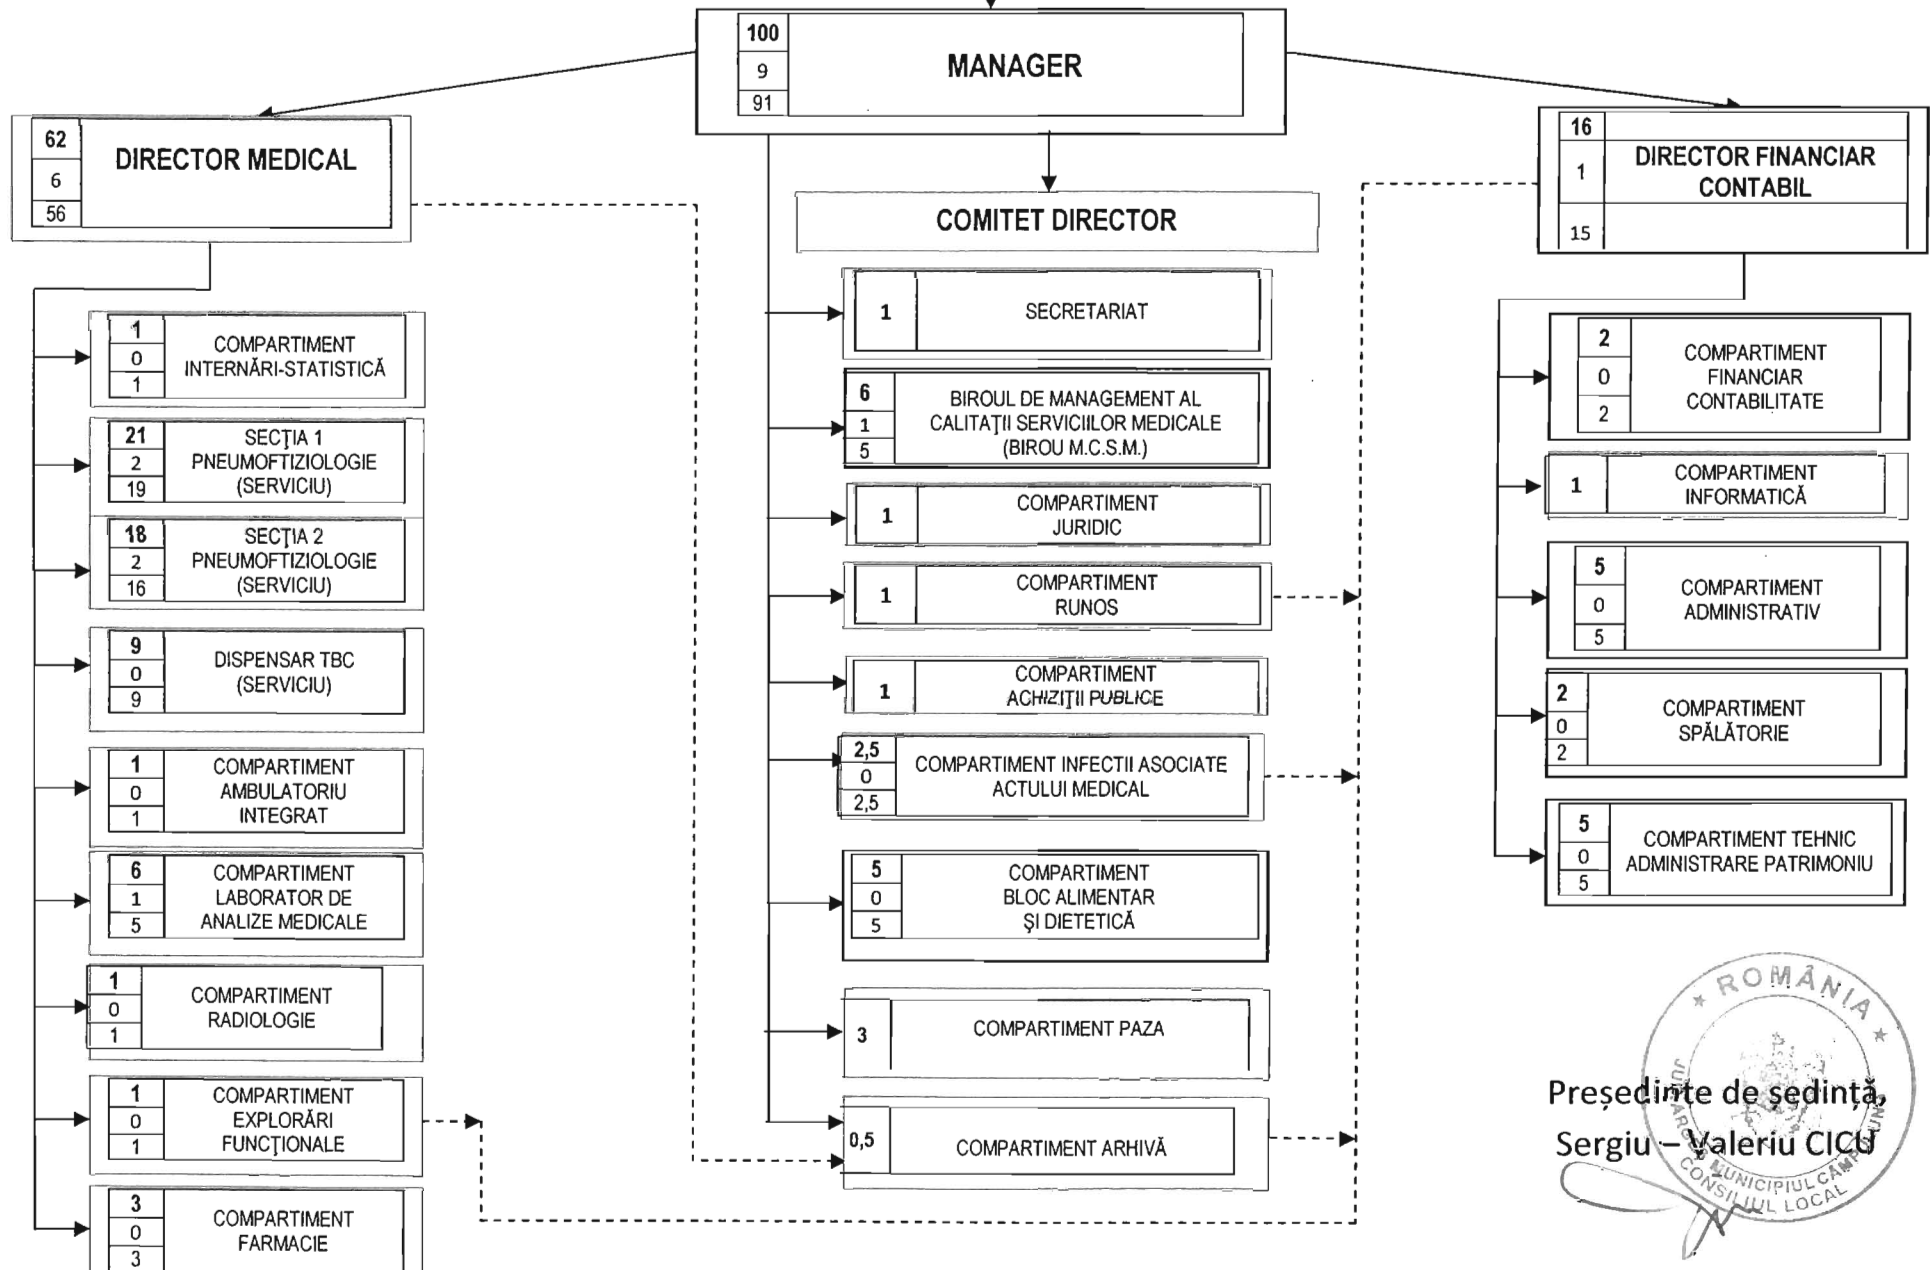 100
9
91
MANAGER
62
6
56
DIRECTOR MEDICAL
16
1
15
DIRECTOR FINANCIAR
CONTABIL
COMITET DIRECTOR
1
0
1
COMPARTIMENT
INTERNĂRI-STATISTICĂ
21
2
19
SECŢIA 1
PNEUMOFTIZIOLOGIE
(SERVICIU)
18
2
16
SECŢIA 2
PNEUMOFTIZIOLOGIE
(SERVICIU)
9
0
9
DISPENSAR TBC
(SERVICIU)
1
0
1
COMPARTIMENT
AMBULATORIU
INTEGRAT
6
1
5
COMPARTIMENT
LABORATOR DE
ANALIZE MEDICALE
1
0
1
COMPARTIMENT
RADIOLOGIE
1
0
1
COMPARTIMENT
EXPLORĂRI
FUNCŢIONALE
3
0
3
COMPARTIMENT
FARMACIE
1
SECRETARIAT
6
1
5
BIROUL DE MANAGEMENT AL
CALITAŢII SERVICIILOR MEDICALE
(BIROU M.C.S.M.)
1
COMPARTIMENT
JURIDIC
1
COMPARTIMENT
RUNOS
1
COMPARTIMENT
ACHIZIŢII PUBLICE
2,5
0
2,5
COMPARTIMENT INFECTII ASOCIATE
ACTULUI MEDICAL
5
0
5
COMPARTIMENT
BLOC ALIMENTAR
ŞI DIETETICĂ
3
COMPARTIMENT PAZA
0,5
COMPARTIMENT ARHIVĂ
2
0
2
COMPARTIMENT
FINANCIAR
CONTABILITATE
1
COMPARTIMENT
INFORMATICĂ
5
0
5
COMPARTIMENT
ADMINISTRATIV
2
0
2
COMPARTIMENT
SPĂLĂTORIE
5
0
5
COMPARTIMENT TEHNIC
ADMINISTRARE PATRIMONIU
Președinte de ședință,
Sergiu – Valeriu CICU
ROMÂNIA
MUNICIPIUL
CONSILIUL LOCAL